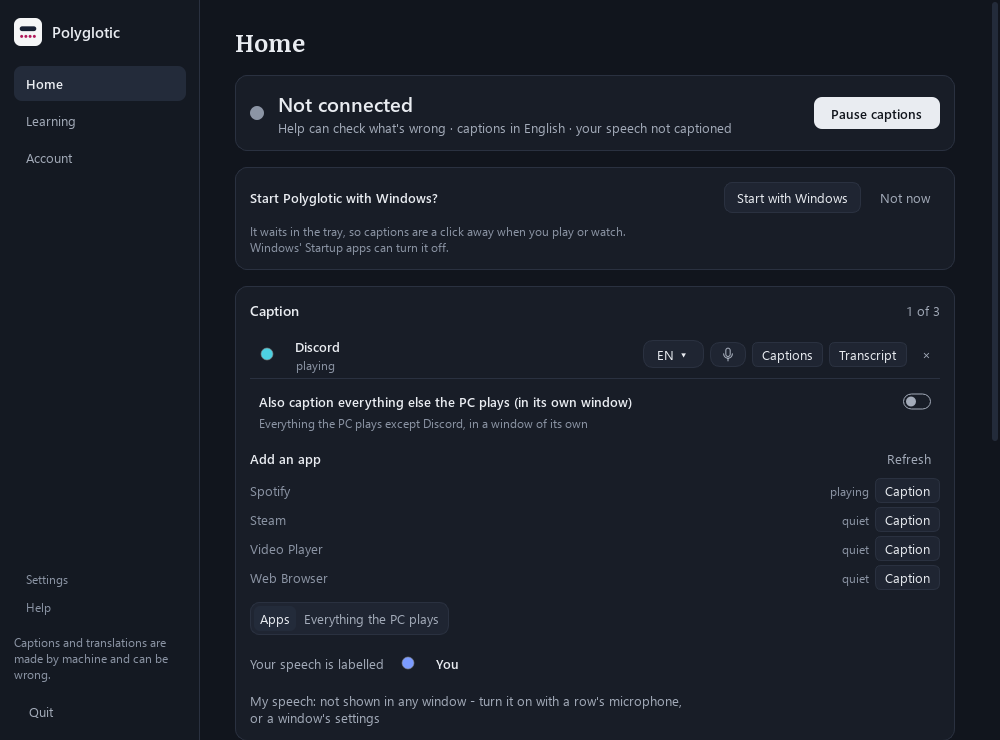 Polyglotic
Home
Learning
Account
Settings
Help
Captions and translations are
made by machine and can be
wrong.
Quit
Home
Not connected
Help can check what's wrong · captions in English · your speech not captioned
Pause captions
Start Polyglotic with Windows?
Start with Windows
Not now
It waits in the tray, so captions are a click away when you play or watch.
Windows' Startup apps can turn it off.
Caption
1 of 3
Discord
playing
EN
Captions
Transcript
×
Also caption everything else the PC plays (in its own window)
Everything the PC plays except Discord, in a window of its own
Add an app
Refresh
Spotify
playing
Caption
Steam
quiet
Caption
Video Player
quiet
Caption
Web Browser
quiet
Caption
Apps
Everything the PC plays
Your speech is labelled
You
My speech: not shown in any window - turn it on with a row's microphone,
or a window's settings